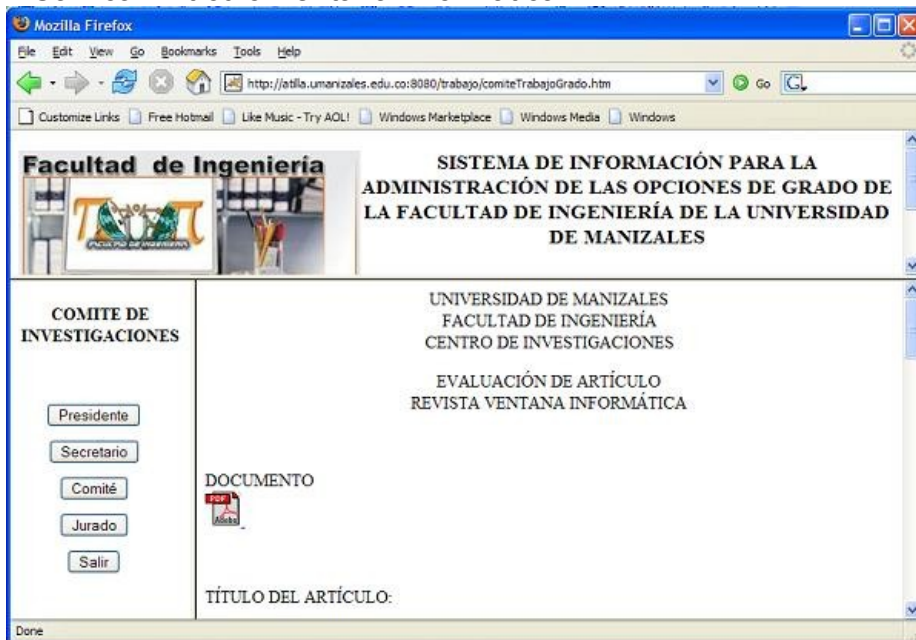 Mozilla Firefox
File Edit View Go Bookmarks Tools Help
http://atilla.umanizales.edu.co:8080/trabajo/comiteTrabajoGrado.htm Go
Customize Links Free Hotmail Like Music - Try AOL! Windows Marketplace Windows Media Windows
Facultad de Ingeniería
FACULTAD DE INGENIERIA
SISTEMA DE INFORMACIÓN PARA LA
ADMINISTRACIÓN DE LAS OPCIONES DE GRADO DE
LA FACULTAD DE INGENIERÍA DE LA UNIVERSIDAD
DE MANIZALES
COMITE DE
INVESTIGACIONES
Presidente
Secretario
Comité
Jurado
Salir
UNIVERSIDAD DE MANIZALES
FACULTAD DE INGENIERÍA
CENTRO DE INVESTIGACIONES
EVALUACIÓN DE ARTÍCULO
REVISTA VENTANA INFORMÁTICA
DOCUMENTO
PDF
Adobe
TÍTULO DEL ARTÍCULO:
Done